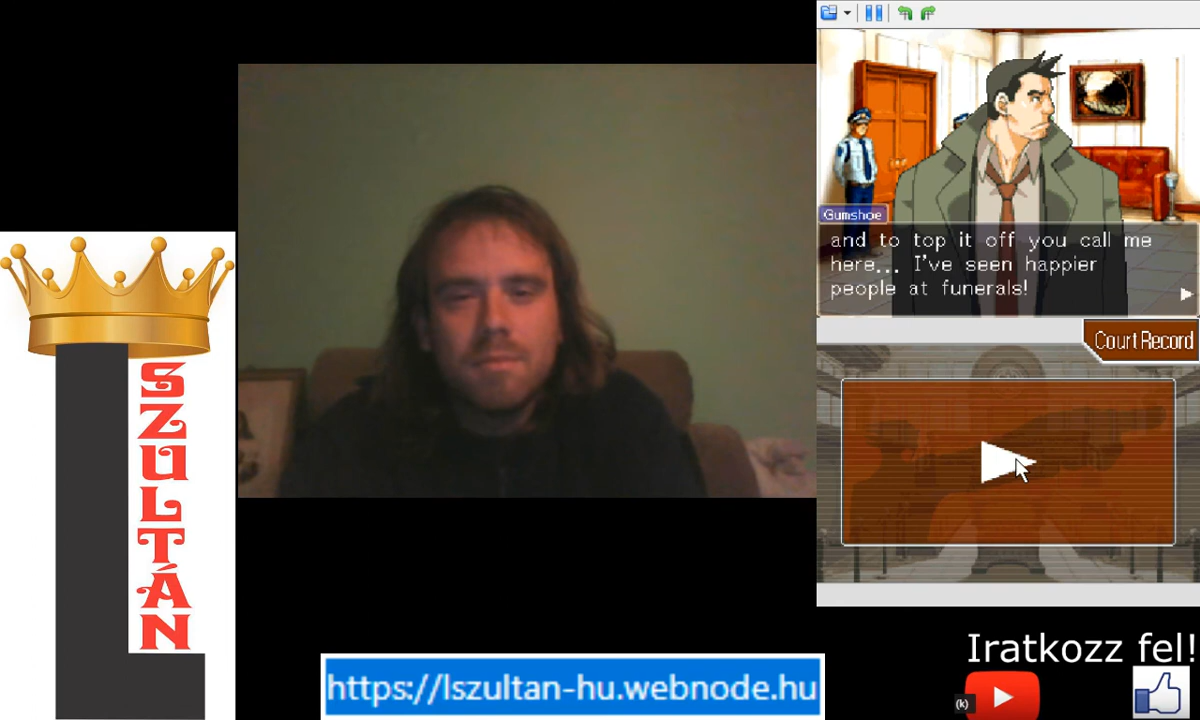 Gumshoe
and to top it off you call me
here... I've seen happier
people at funerals!
Court Record
L
SZULTÁN
https://lszultan-hu.webnode.hu
Iratkozz fel!
(k)